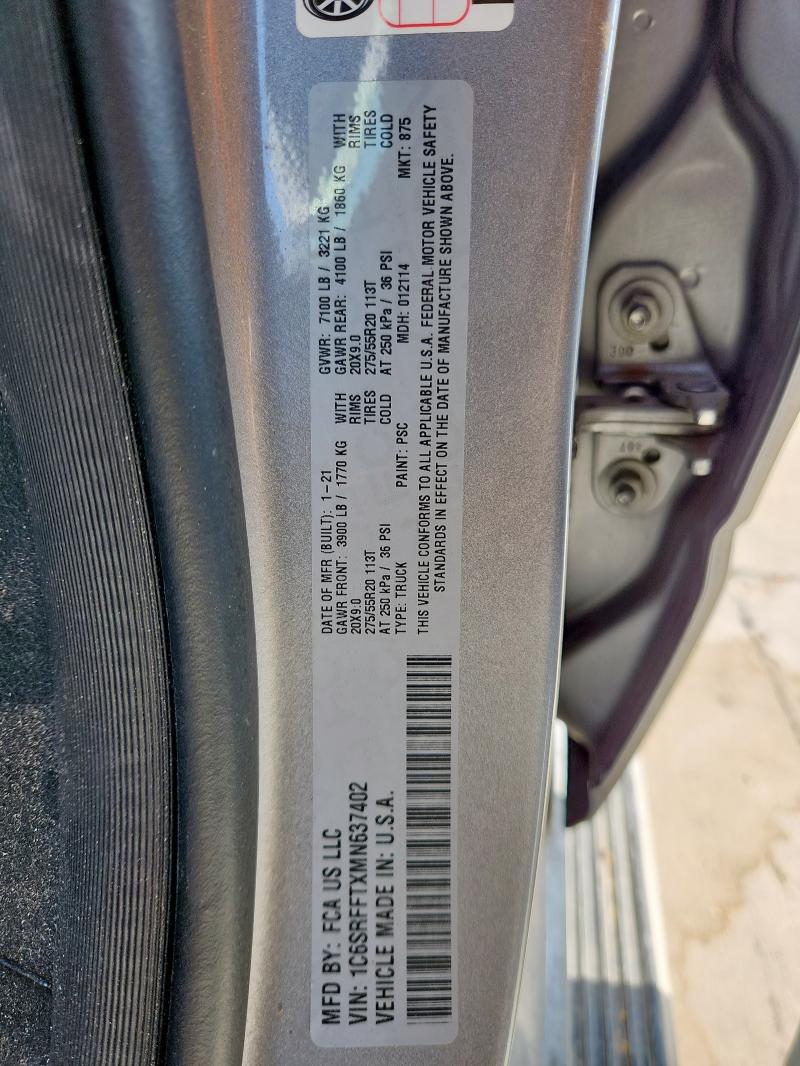 MFD BY: FCA US LLC
VIN: 1C6SRFFTXMN637402
VEHICLE MADE IN: U.S.A.
DATE OF MFR (BUILT): 1-21 GVWR: 7100 LB / 3221 KG
GAWR FRONT: 3900 LB / 1770 KG WITH GAWR REAR: 4100 LB / 1860 KG WITH
20X9.0 RIMS 20X9.0 RIMS
275/55R20 113T TIRES 275/55R20 113T TIRES
AT 250 kPa / 36 PSI COLD AT 250 kPa / 36 PSI COLD
TYPE: TRUCK PAINT: PSC MDH: 012114 MKT: 875
THIS VEHICLE CONFORMS TO ALL APPLICABLE U.S.A. FEDERAL MOTOR VEHICLE SAFETY
STANDARDS IN EFFECT ON THE DATE OF MANUFACTURE SHOWN ABOVE.